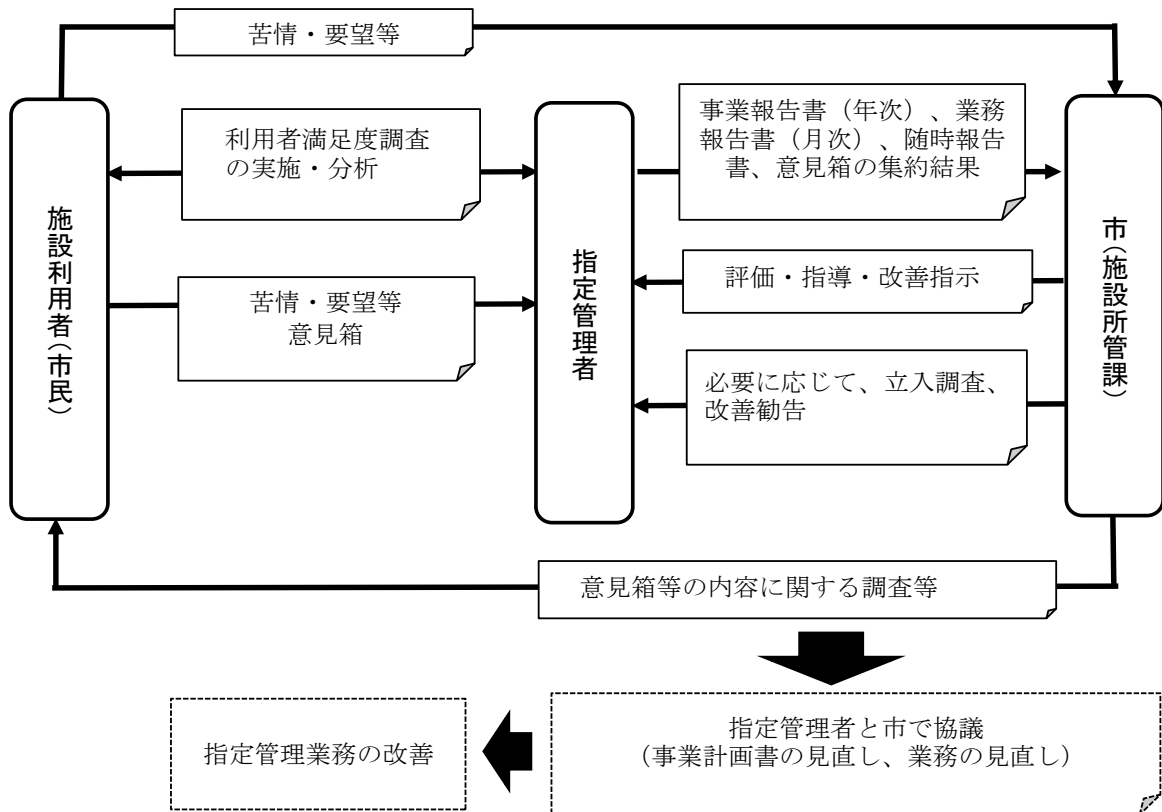 苦情・要望等
利用者満足度調査
の実施・分析
事業報告書（年次）、業務
報告書（月次）、随時報告
書、意見箱の集約結果
施設利用者（市民）
指定管理者
市（施設所管課）
苦情・要望等
意見箱
評価・指導・改善指示
必要に応じて、立入調査、
改善勧告
意見箱等の内容に関する調査等
指定管理業務の改善
指定管理者と市で協議
（事業計画書の見直し、業務の見直し）